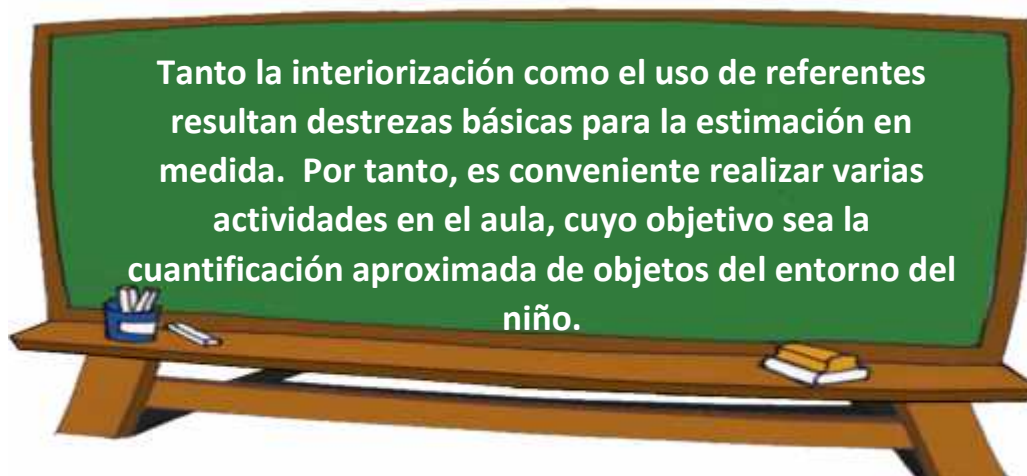 Tanto la interiorización como el uso de referentes
resultan destrezas básicas para la estimación en
medida.  Por tanto, es conveniente realizar varias
actividades en el aula, cuyo objetivo sea la
cuantificación aproximada de objetos del entorno del
niño.